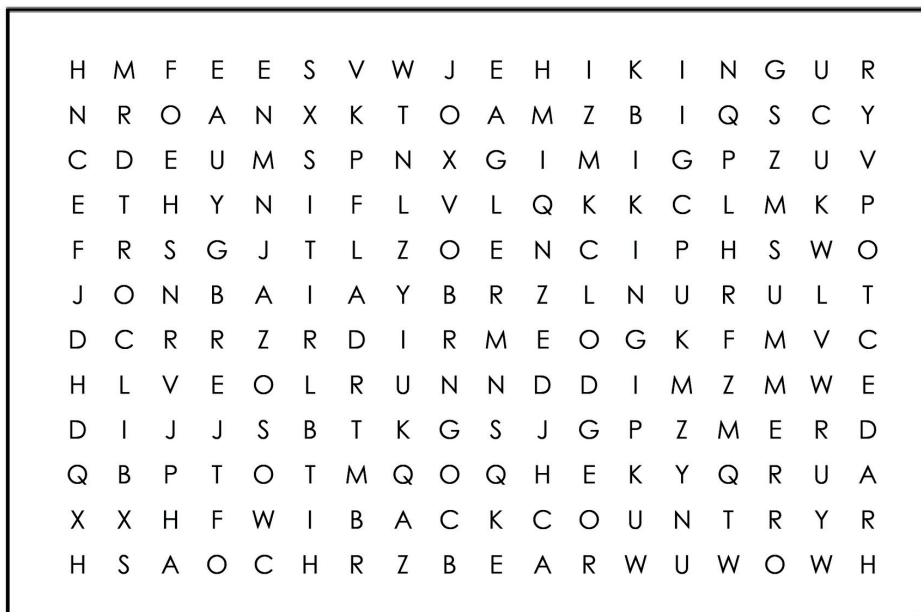 H M F E E S V W J E H I K I N G U R
N R O A N X K T O A M Z B I Q S C Y
C D E U M S P N X G I M I G P Z U V
E T H Y N I F L V L Q K K C L M K P
F R S G J T L Z O E N C I P H S W O
J O N B A I A Y B R Z L N U R U L T
D C R R Z R D I R M E O G K F M V C
H L V E O L R U N N D D I M Z M W E
D I J J S B T K G S J G P Z M E R D
Q B P T O T M Q O Q H E K Y Q R U A
X X H F W I B A C K C O U N T R Y R
H S A O C H R Z B E A R W U W O W H